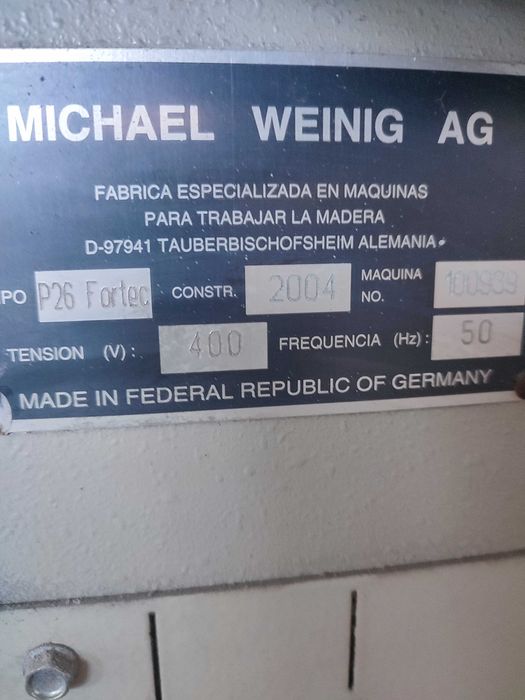 MICHAEL WEINIG AG
FABRICA ESPECIALIZADA EN MAQUINAS
PARA TRABAJAR LA MADERA
D-97941 TAUBERBISCHOFSHEIM ALEMANIA
PO P26 Fortec CONSTR. 2004 MAQUINA NO. 100939
TENSION (V): 400 FREQUENCIA (Hz): 50
MADE IN FEDERAL REPUBLIC OF GERMANY